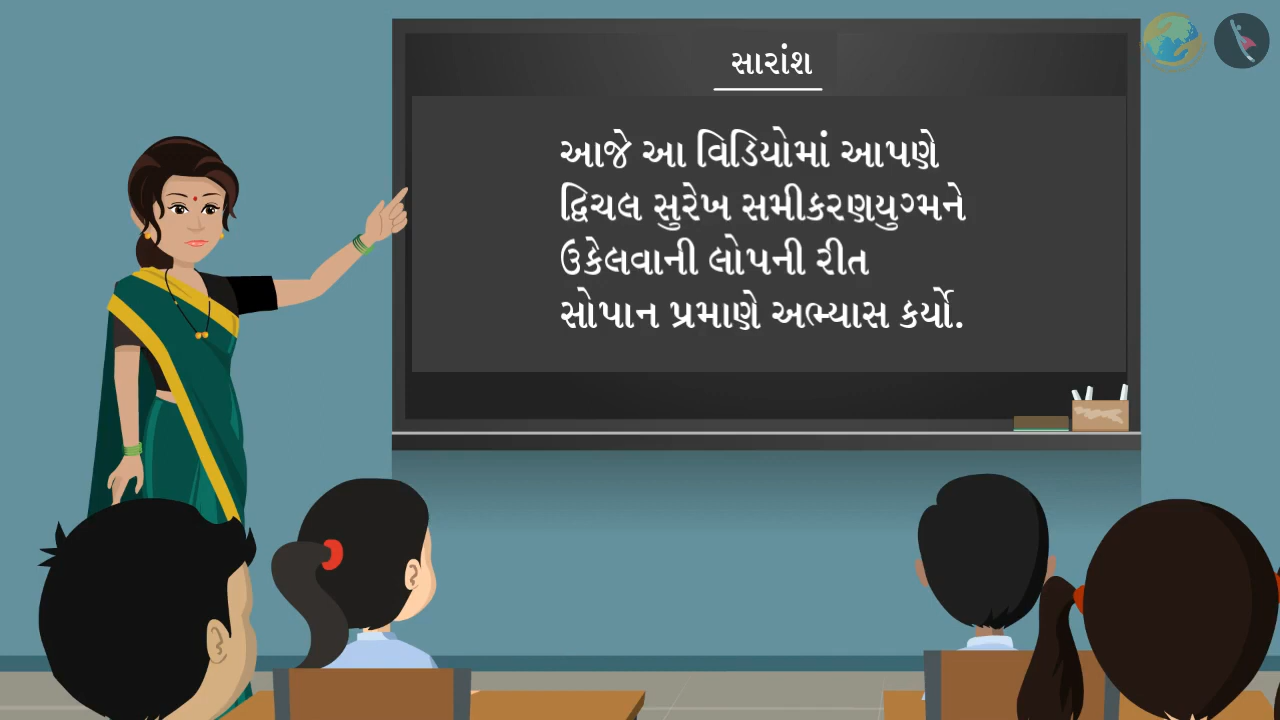 સારાંશ
આજે આ વિડિયોમાં આપણે
દ્વિચલ સુરેખ સમીકરણયુગ્મને
ઉકેલવાની લોપની રીત
સોપાન પ્રમાણે અભ્યાસ કર્યો.